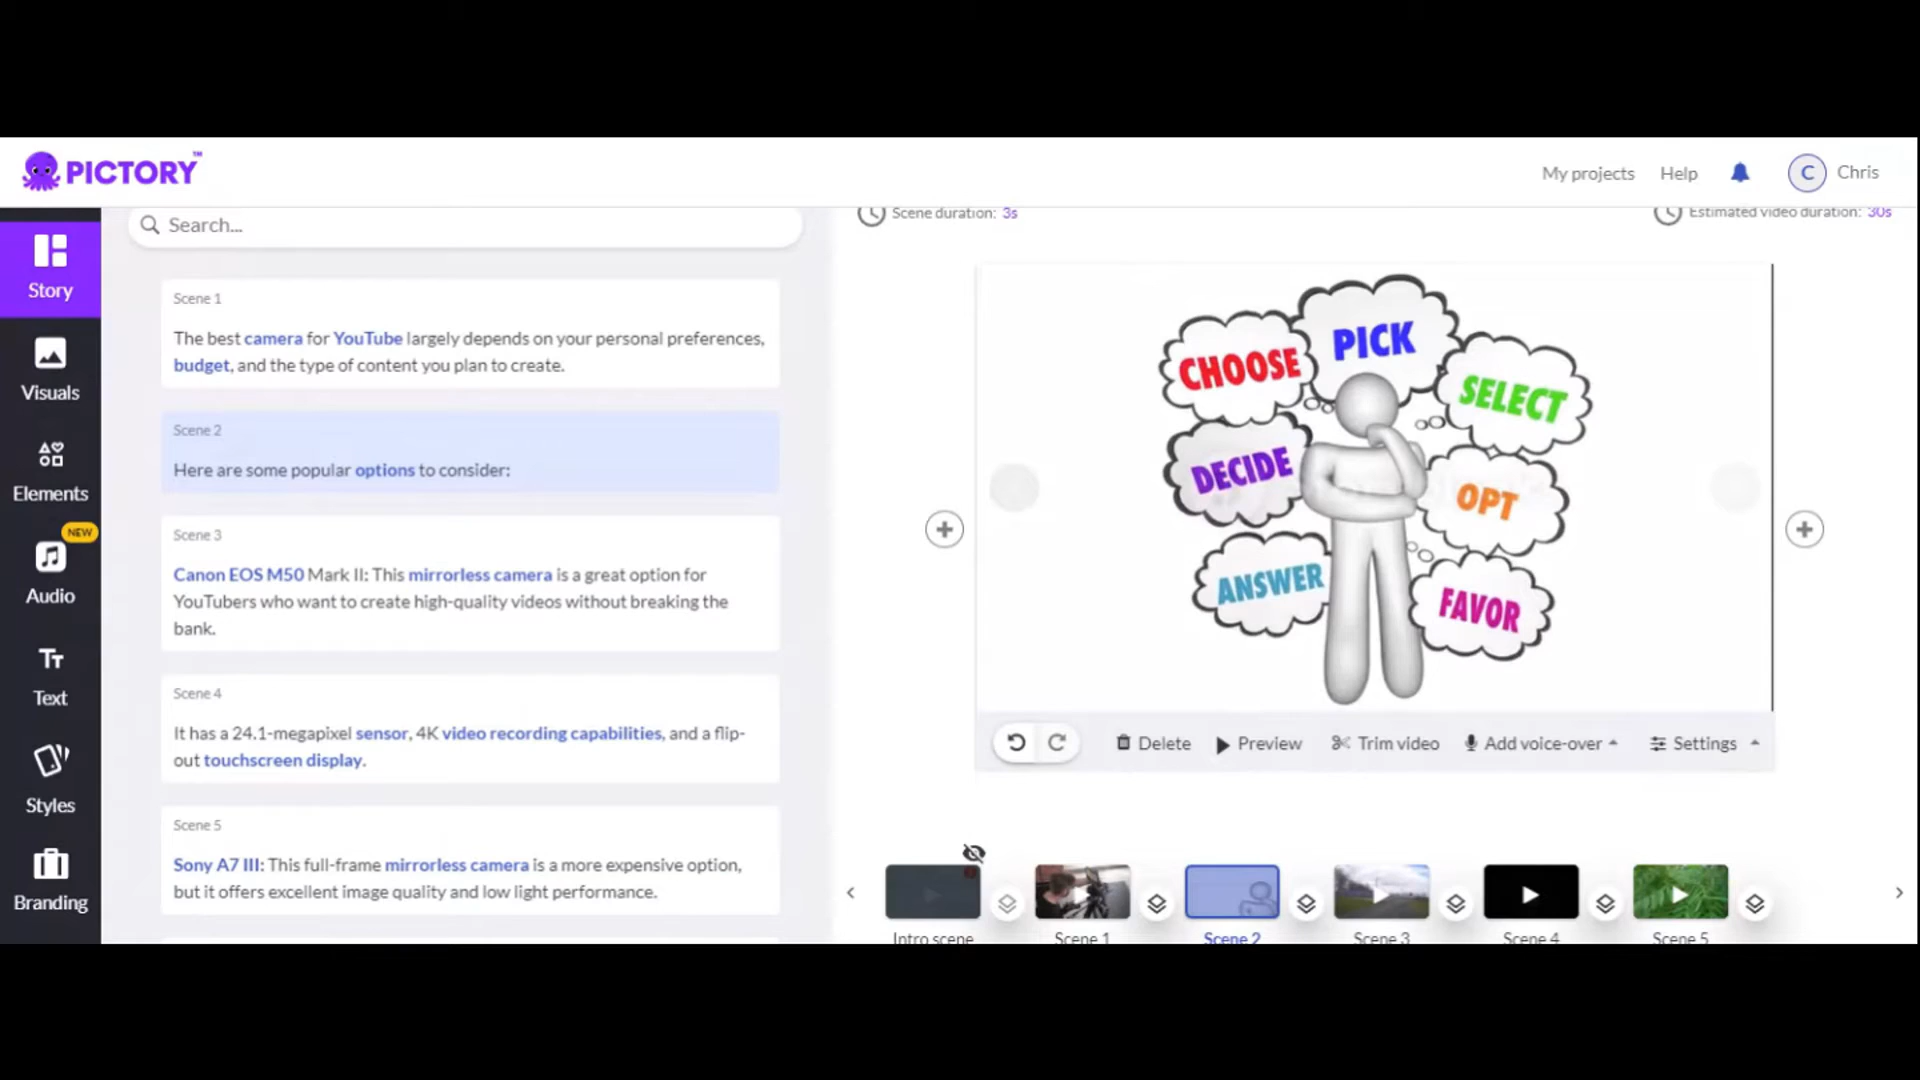 PICTORY™
My projects
Help
C
Chris
Story
Visuals
Elements
NEW
Audio
Text
Styles
Branding
Search...
Scene 1
The best camera for YouTube largely depends on your personal preferences,
budget, and the type of content you plan to create.
Scene 2
Here are some popular options to consider:
Scene 3
Canon EOS M50 Mark II: This mirrorless camera is a great option for
YouTubers who want to create high-quality videos without breaking the
bank.
Scene 4
It has a 24.1-megapixel sensor, 4K video recording capabilities, and a flip-
out touchscreen display.
Scene 5
Sony A7 III: This full-frame mirrorless camera is a more expensive option,
but it offers excellent image quality and low light performance.
Scene duration: 3s
Estimated video duration: 30s
CHOOSE
PICK
SELECT
DECIDE
OPT
ANSWER
FAVOR
Delete
Preview
Trim video
Add voice-over
Settings
Intro scene
Scene 1
Scene 2
Scene 3
Scene 4
Scene 5